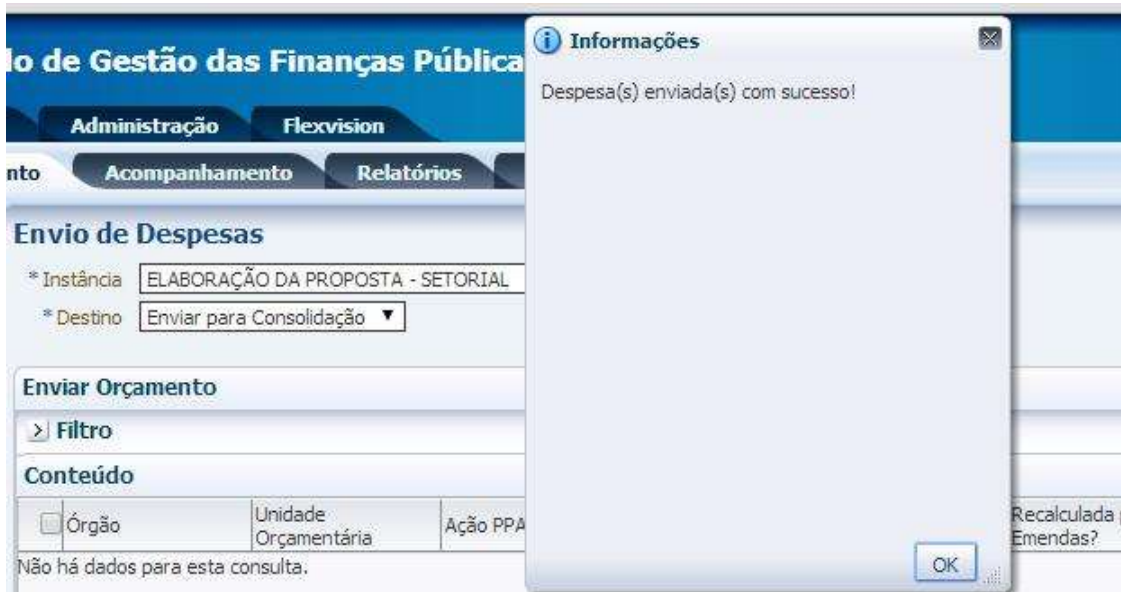 de Gestão das Finanças Pública
Administração Flexvision
Acompanhamento Relatórios
Envio de Despesas
* Instância ELABORAÇÃO DA PROPOSTA - SETORIAL
* Destino Enviar para Consolidação
Enviar Orçamento
Filtro
Conteúdo
Órgão Unidade Orçamentária Ação PPA Recalculada Emendas?
Não há dados para esta consulta.
Informações
Despesa(s) enviada(s) com sucesso!
OK